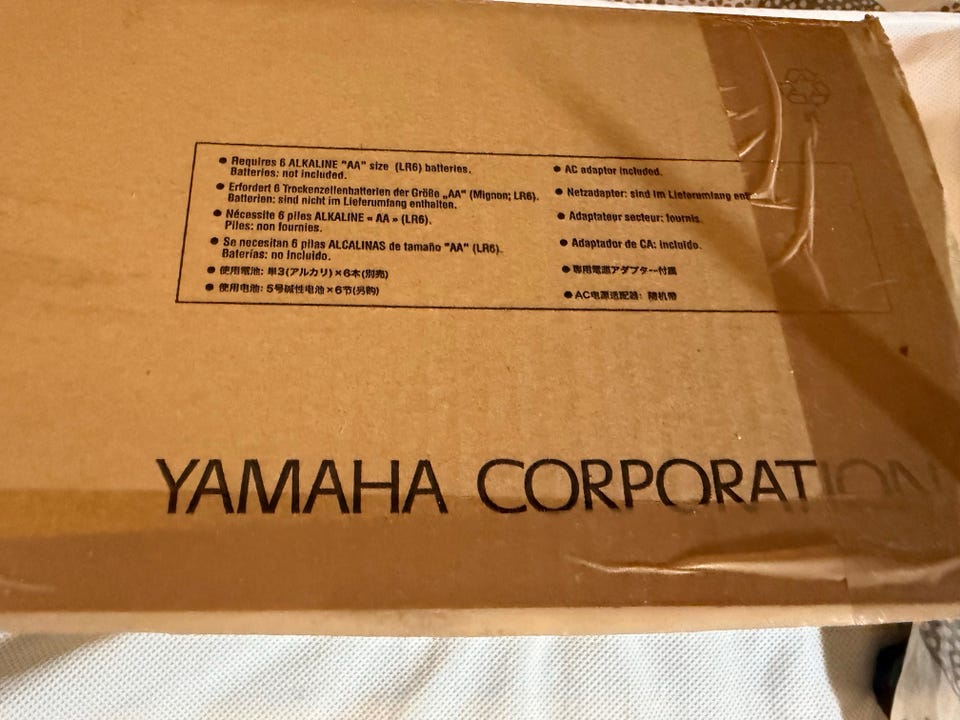 ● Requires 6 ALKALINE "AA" size (LR6) batteries.
Batteries: not included.
● Erfordert 6 Trockenzellenbatterien der Größe „AA" (Mignon; LR6).
Batterien: sind nicht im Lieferumfang enthalten.
● Nécessite 6 piles ALKALINE « AA » (LR6).
Piles: non fournies.
● Se necesitan 6 pilas ALCALINAS de tamaño "AA" (LR6).
Baterías: no incluido.
● 使用電池: 単3(アルカリ)×6本(別売)
● 使用电池: 5号碱性电池×6节(另购)
● AC adaptor included.
● Netzadapter: sind im Lieferumfang
● Adaptateur secteur: fournis.
● Adaptador de CA: incluido.
● 専用電源アダプター付属
● AC电源适配器: 随机带
YAMAHA CORPORATION